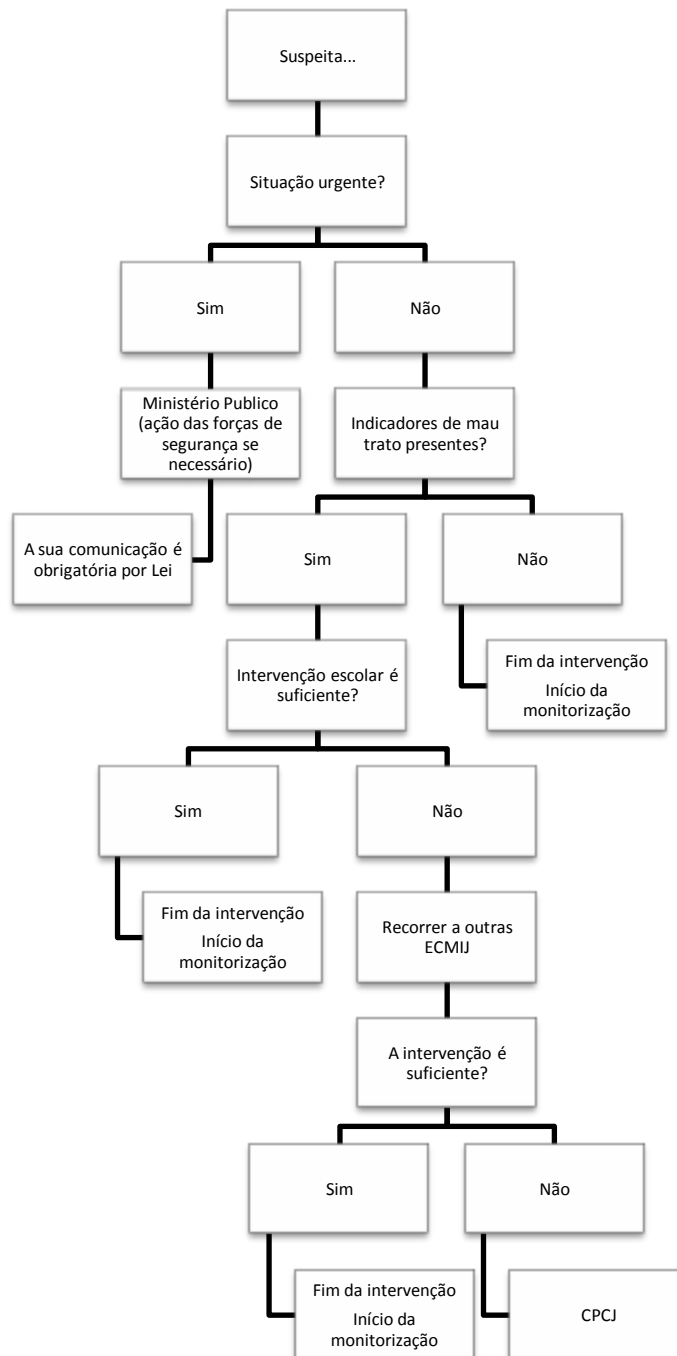 Suspeita...
Situação urgente?
Sim
Não
Ministério Publico
(ação das forças de
segurança se
necessário)
Indicadores de mau
trato presentes?
A sua comunicação é
obrigatória por Lei
Sim
Não
Intervenção escolar é
suficiente?
Fim da intervenção
Início da
monitorização
Sim
Não
Fim da intervenção
Início da
monitorização
Recorrer a outras
ECMIJ
A intervenção é
suficiente?
Sim
Não
Fim da intervenção
Início da
monitorização
CPCJ